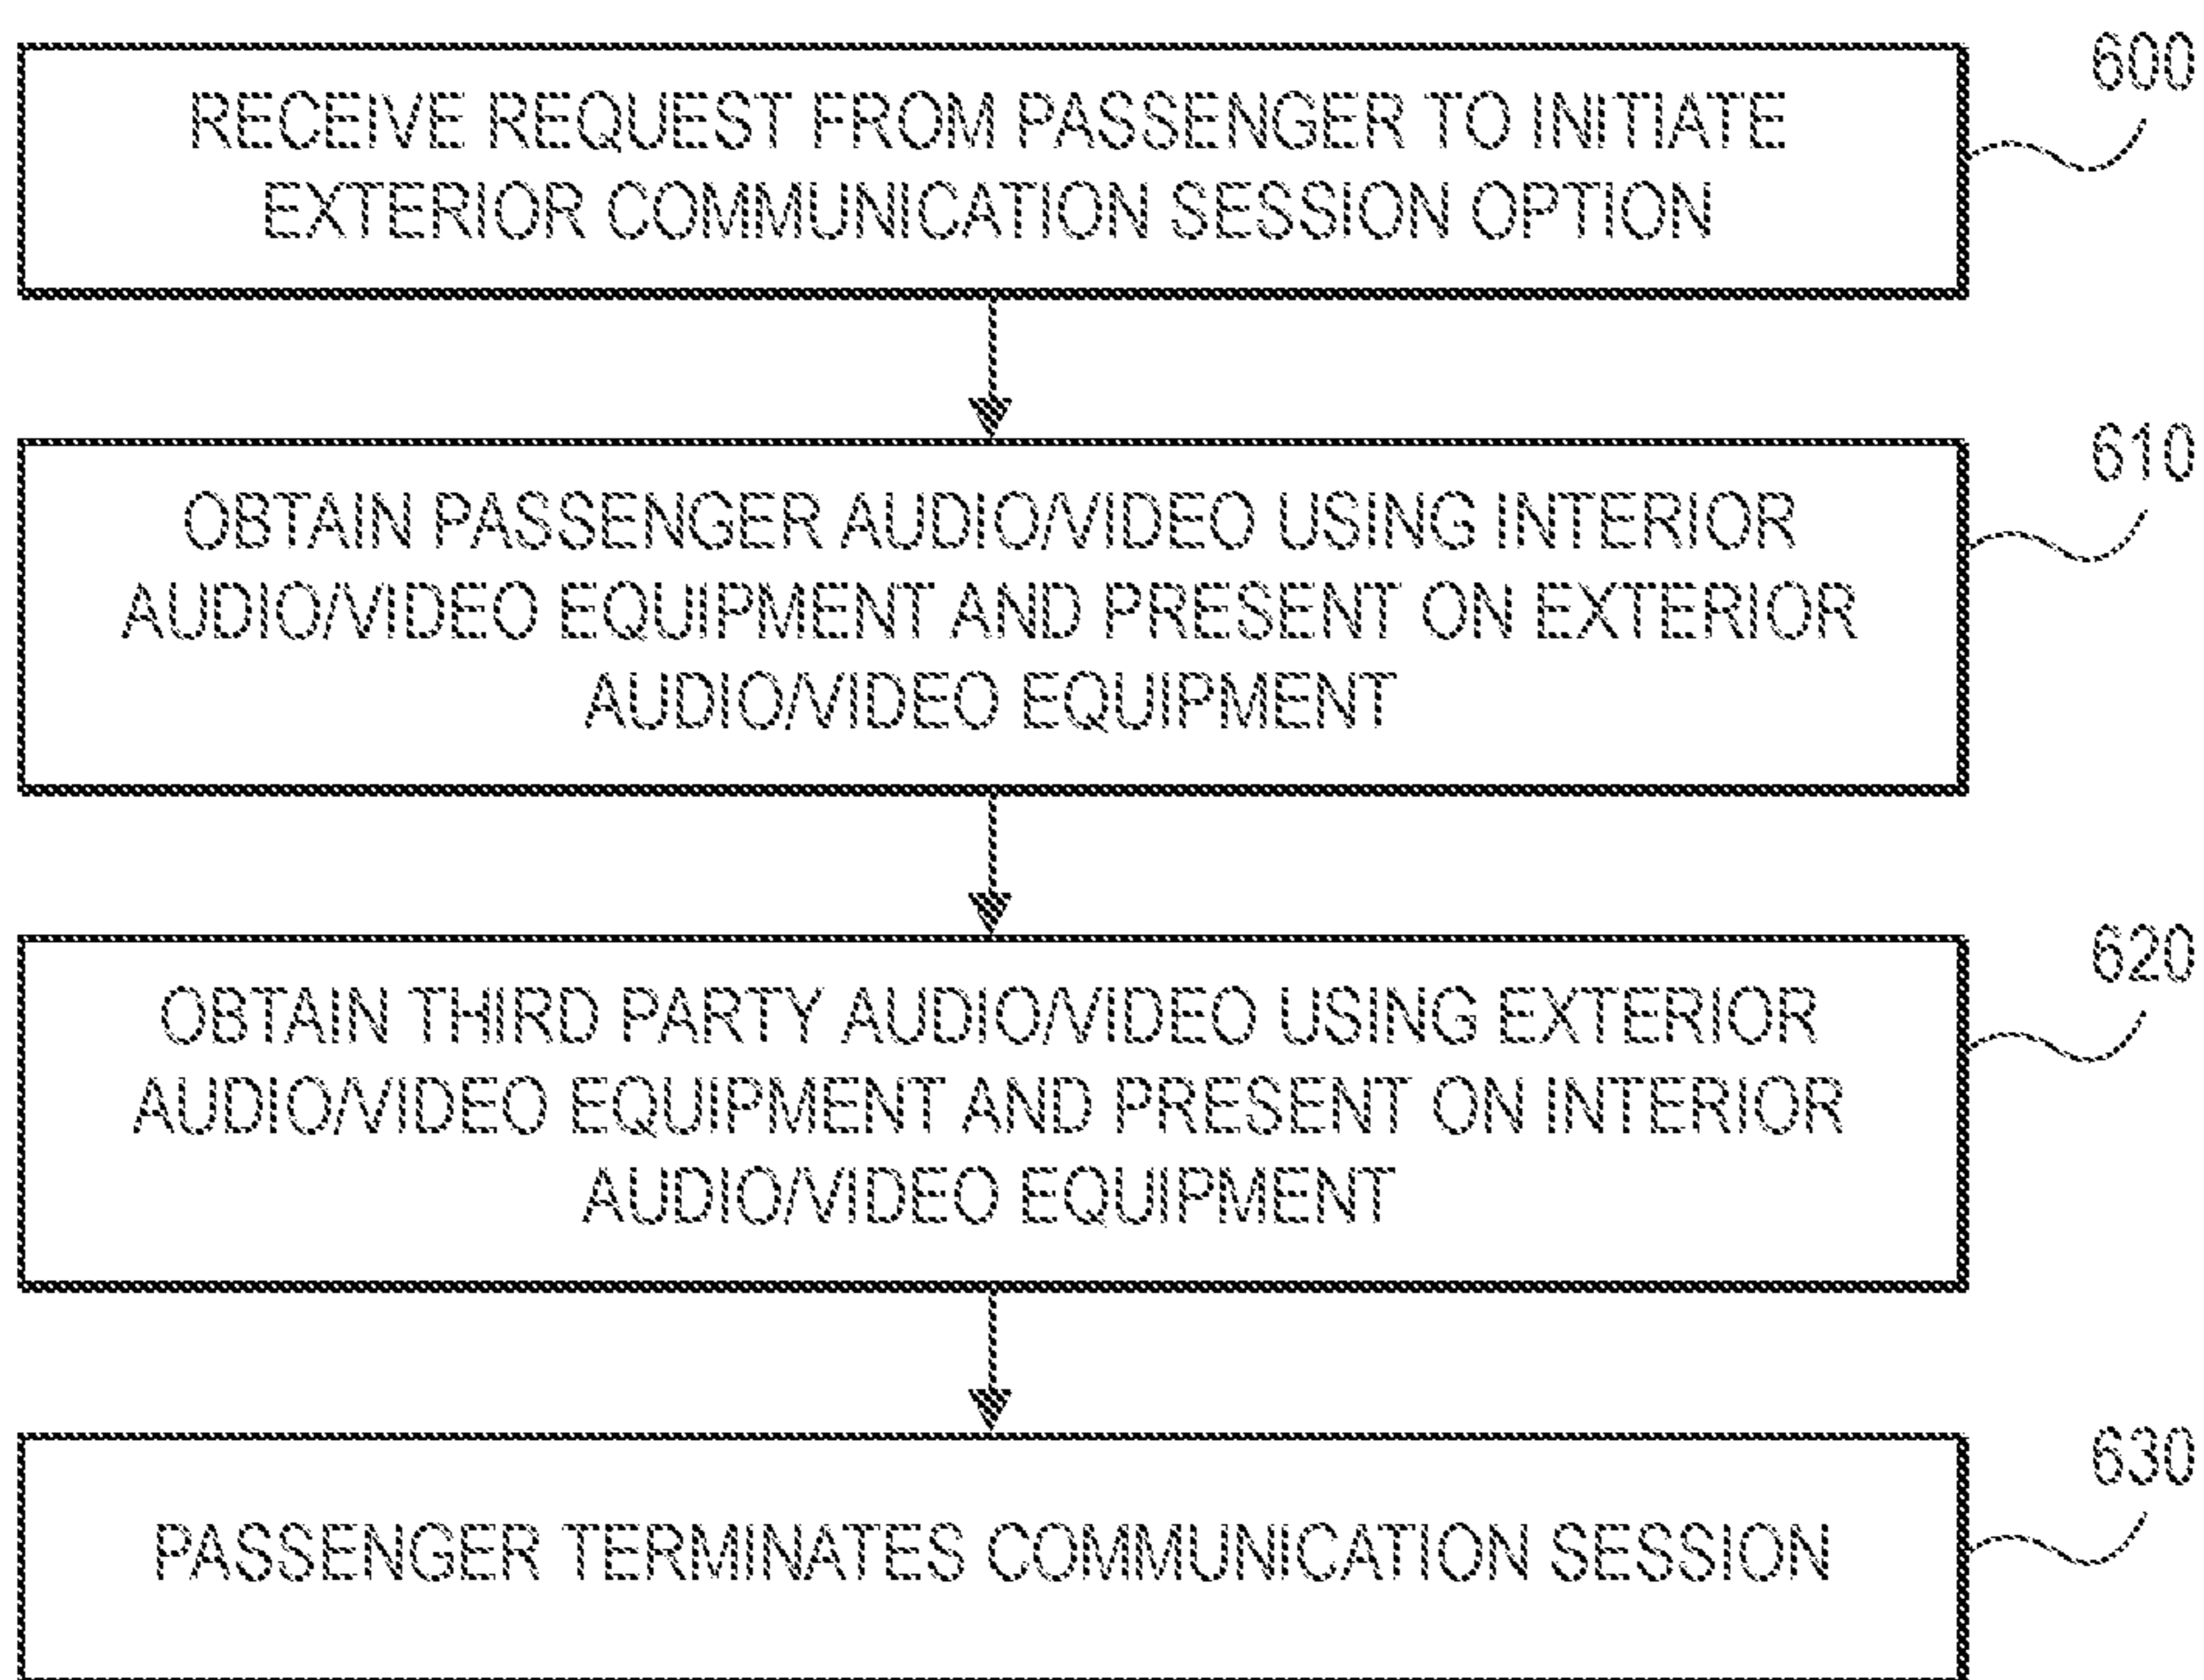 600
RECEIVE REQUEST FROM PASSENGER TO INITIATE
EXTERIOR COMMUNICATION SESSION OPTION
610
OBTAIN PASSENGER AUDIO/VIDEO USING INTERIOR
AUDIO/VIDEO EQUIPMENT AND PRESENT ON EXTERIOR
AUDIO/VIDEO EQUIPMENT
620
OBTAIN THIRD PARTY AUDIO/VIDEO USING EXTERIOR
AUDIO/VIDEO EQUIPMENT AND PRESENT ON INTERIOR
AUDIO/VIDEO EQUIPMENT
630
PASSENGER TERMINATES COMMUNICATION SESSION